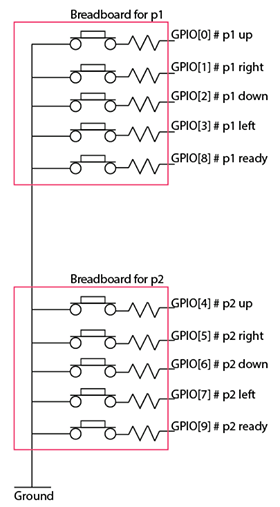 Breadboard for p1
GPIO[0] # p1 up
GPIO[1] # p1 right
GPIO[2] # p1 down
GPIO[3] # p1 left
GPIO[8] # p1 ready
Breadboard for p2
GPIO[4] # p2 up
GPIO[5] # p2 right
GPIO[6] # p2 down
GPIO[7] # p2 left
GPIO[9] # p2 ready
Ground